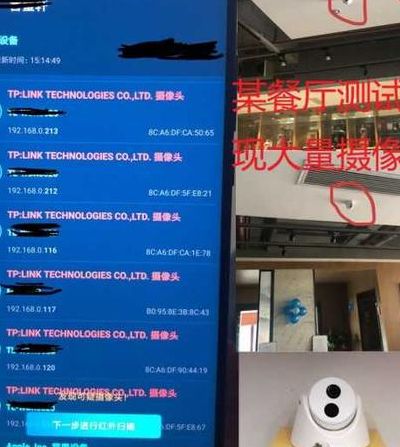 设备
新时间：15:14:49
TP-LINK TECHNOLOGIES CO.,LTD. 摄像头
192.168.0.213
8C:A6:DF:CA:50:65
TP-LINK TECHNOLOGIES CO.,LTD. 摄像头
192.168.0.212
8C:A6:DF:5F:E8:21
TP-LINK TECHNOLOGIES CO.,LTD. 摄像头
192.168.0.116
8C:A6:DF:CA:1E:78
TP-LINK TECHNOLOGIES CO.,LTD. 摄像头
192.168.0.117
B0:95:8E:3B:8C:43
TP-LINK TECHNOLOGIES CO.,LTD. 摄像头
192.168.0.120
8C:A6:DF:90:44:19
TP-LINK TECHNOLOGIES CO.,LTD. 摄像头
发现可疑摄像头！
下一步进行红外扫描
5F:E8:67
某餐厅测试
现大量摄像